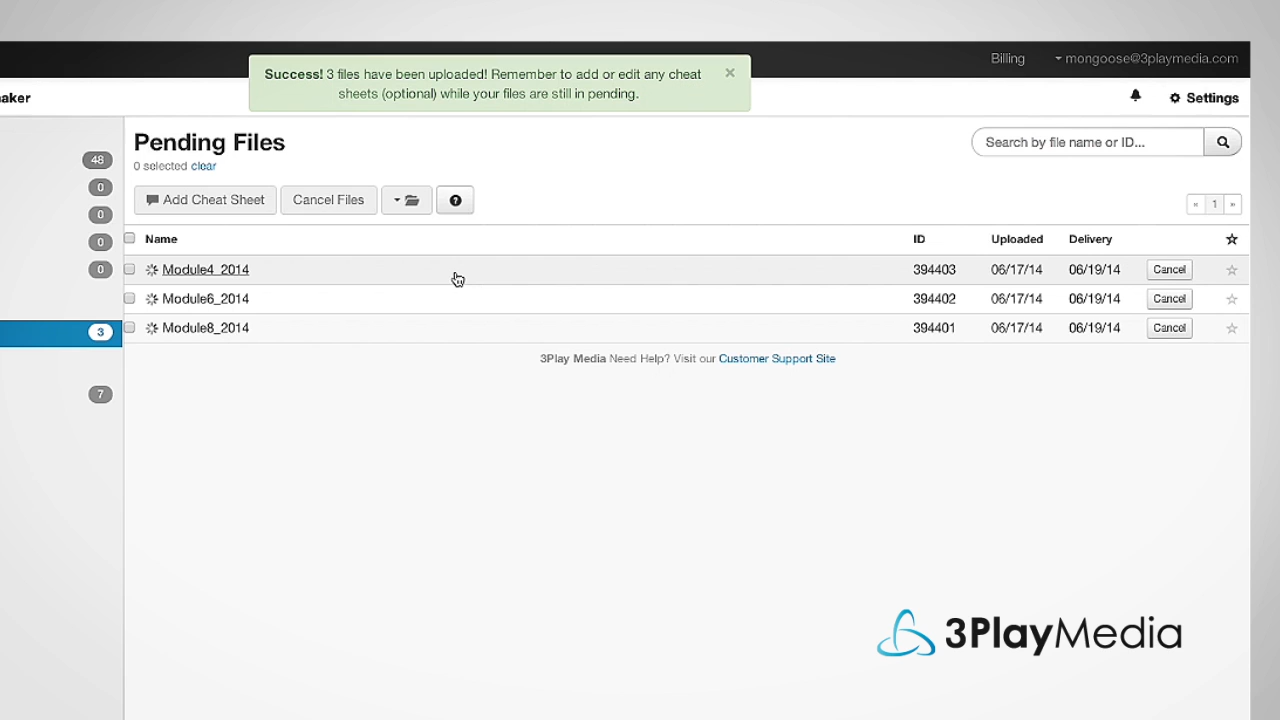 Success! 3 files have been uploaded! Remember to add or edit any cheat
sheets (optional) while your files are still in pending.
×
Billing
mongoose@3playmedia.com
aker
Settings
48
0
0
0
0
3
7
Pending Files
0 selected clear
Search by file name or ID...
Add Cheat Sheet
Cancel Files
?
« 1 »
Name ID Uploaded Delivery
Module4_2014 394403 06/17/14 06/19/14 Cancel
Module6_2014 394402 06/17/14 06/19/14 Cancel
Module8_2014 394401 06/17/14 06/19/14 Cancel
3Play Media Need Help? Visit our Customer Support Site
3PlayMedia